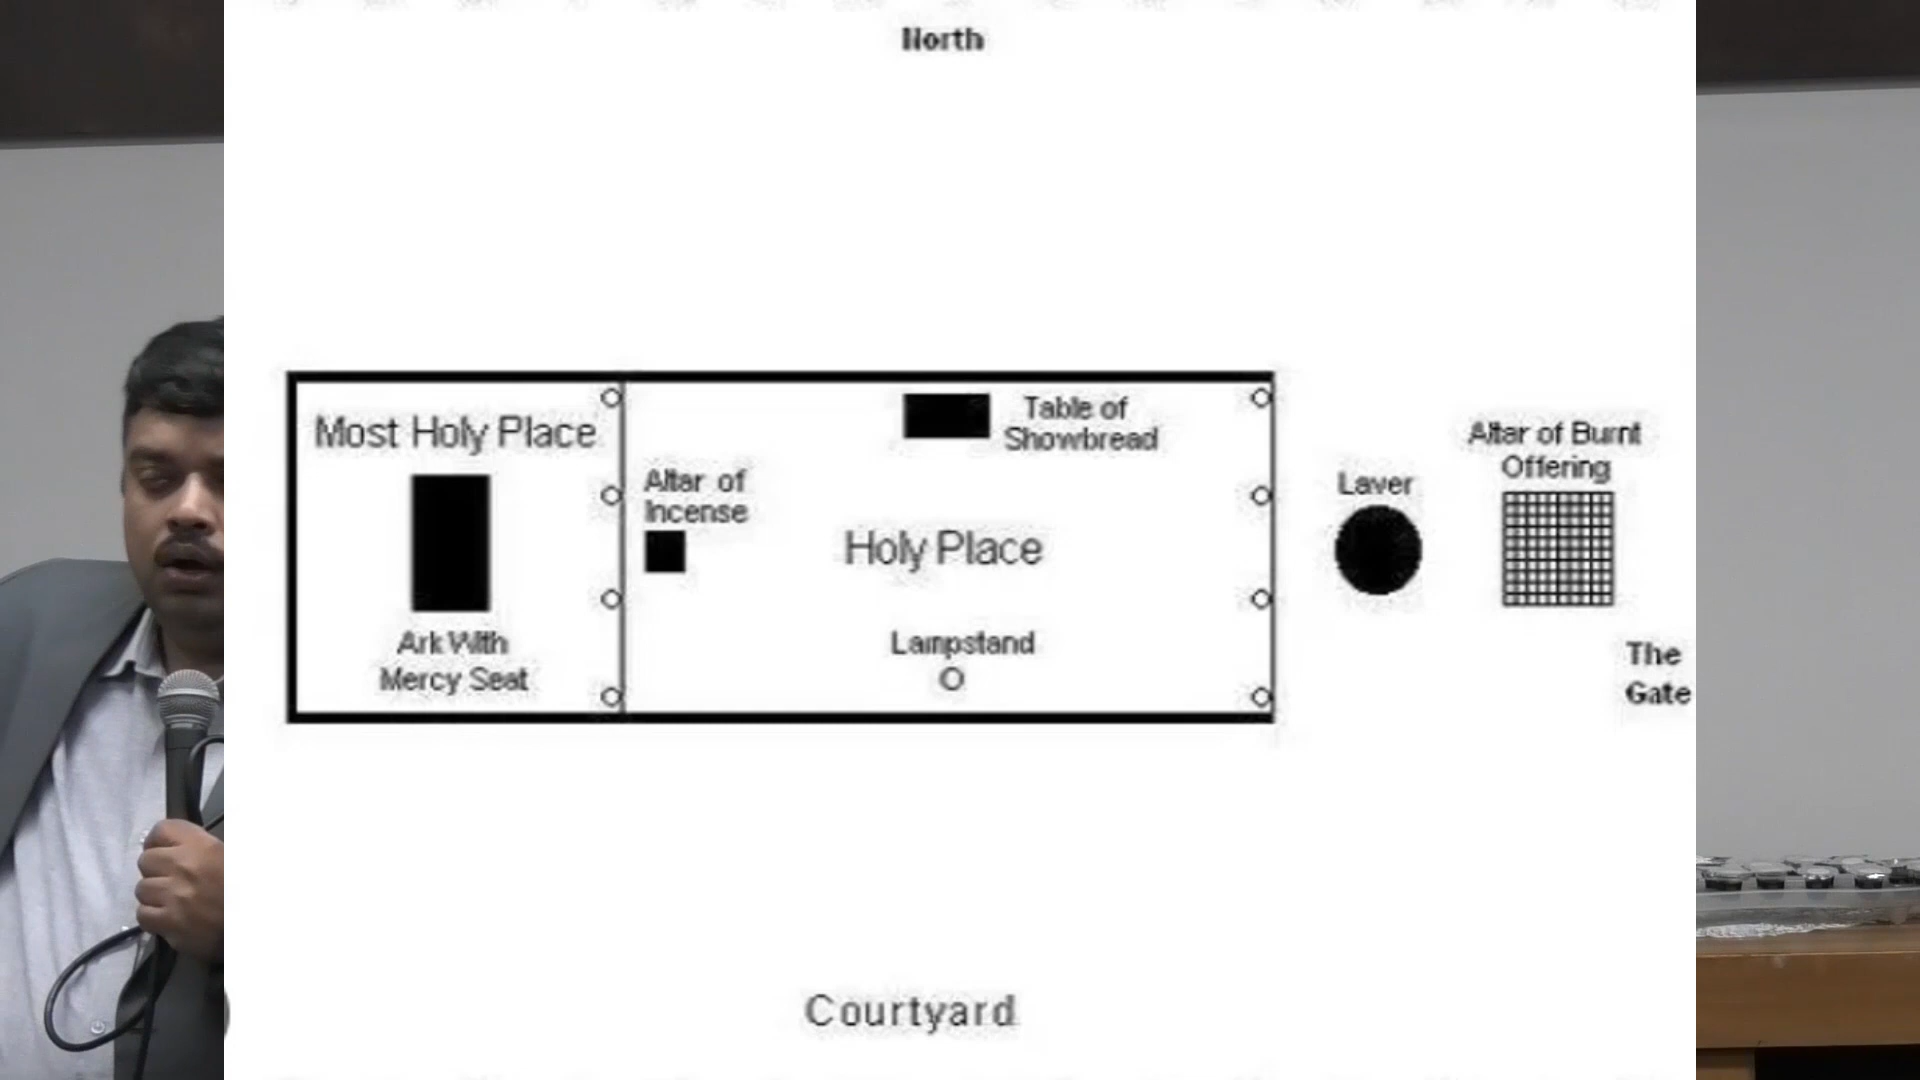 North
Most Holy Place
Table of
Showbread
Altar of
Incense
Holy Place
Ark With
Mercy Seat
Lampstand
Laver
Altar of Burnt
Offering
The
Gate
Courtyard